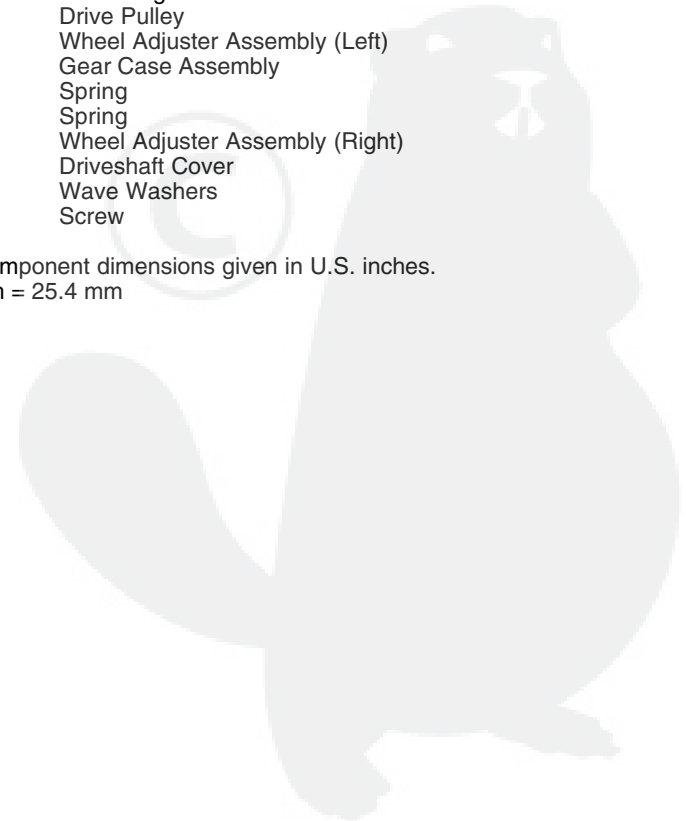 Drive Pulley
Wheel Adjuster Assembly (Left)
Gear Case Assembly
Spring
Spring
Wheel Adjuster Assembly (Right)
Driveshaft Cover
Wave Washers
Screw
mponent dimensions given in U.S. inches.
= 25.4 mm
©